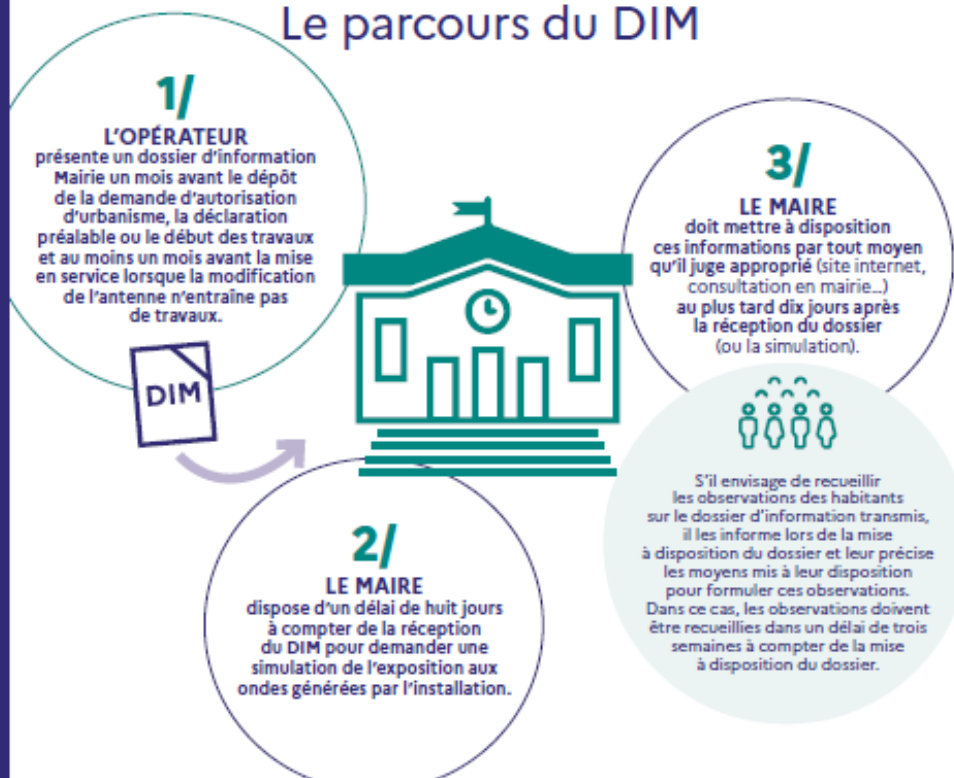 Le parcours du DIM
1/
L'OPÉRATEUR
présente un dossier d'information
Mairie un mois avant le dépôt
de la demande d'autorisation
d'urbanisme, la déclaration
préalable ou le début des travaux
et au moins un mois avant la mise
en service lorsque la modification
de l'antenne n'entraîne pas
de travaux.
DIM
2/
LE MAIRE
dispose d'un délai de huit jours
à compter de la réception
du DIM pour demander une
simulation de l'exposition aux
ondes générées par l'installation.
3/
LE MAIRE
doit mettre à disposition
ces informations par tout moyen
qu'il juge approprié (site internet,
consultation en mairie...)
au plus tard dix jours après
la réception du dossier
(ou la simulation).
S'il envisage de recueillir
les observations des habitants
sur le dossier d'information transmis,
il les informe lors de la mise
à disposition du dossier et leur précise
les moyens mis à leur disposition
pour formuler ces observations.
Dans ce cas, les observations doivent
être recueillies dans un délai de trois
semaines à compter de la mise
à disposition du dossier.